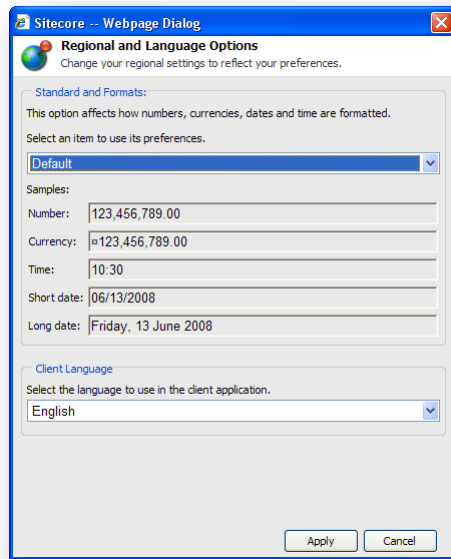 Sitecore -- Webpage Dialog
Regional and Language Options
Change your regional settings to reflect your preferences.
Standard and Formats:
This option affects how numbers, currencies, dates and time are formatted.
Select an item to use its preferences.
Default
Samples:
Number: 123,456,789.00
Currency: ¤123,456,789.00
Time: 10:30
Short date: 06/13/2008
Long date: Friday, 13 June 2008
Client Language
Select the language to use in the client application.
English
Apply Cancel